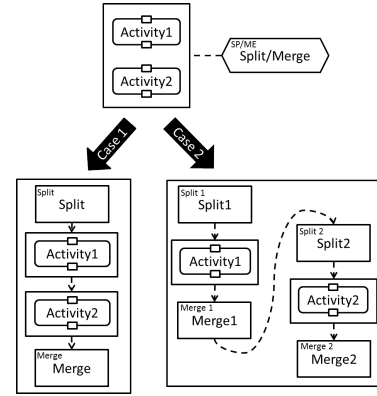 Activity1
Activity2
SP/ME
Split/Merge
Case 1
Case 2
Split
Split
Activity1
Activity2
Merge
Merge
Split 1
Split1
Activity1
Merge 1
Merge1
Split 2
Split2
Activity2
Merge 2
Merge2